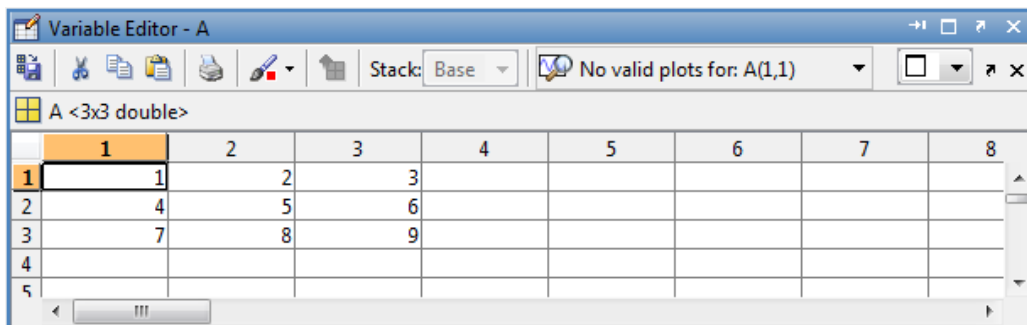 Variable Editor - A
Stack: Base No valid plots for: A(1,1)
A <3x3 double>
1 2 3 4 5 6 7 8
1 1 2 3
2 4 5 6
3 7 8 9
4
5